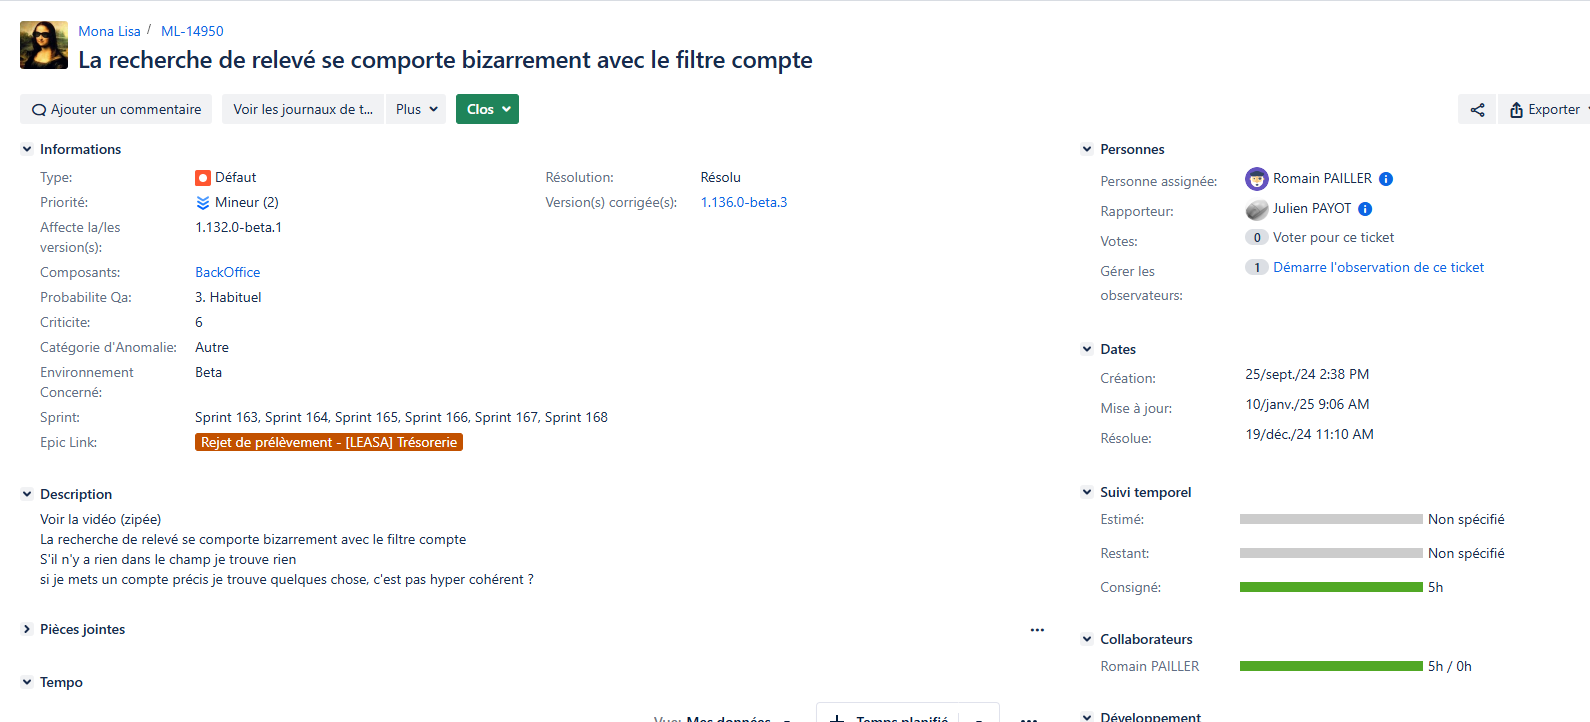 Mona Lisa / ML-14950
La recherche de relevé se comporte bizarrement avec le filtre compte
Ajouter un commentaire
Voir les journaux de t...
Plus
Clos
Exporter
Informations
Type: Défaut
Résolution: Résolu
Priorité: Mineur (2)
Version(s) corrigée(s): 1.136.0-beta.3
Affecte la/les version(s): 1.132.0-beta.1
Composants: BackOffice
Probabilite Qa: 3. Habituel
Criticite: 6
Catégorie d'Anomalie: Autre
Environnement Concerné: Beta
Sprint: Sprint 163, Sprint 164, Sprint 165, Sprint 166, Sprint 167, Sprint 168
Epic Link: Rejet de prélèvement - [LEASA] Trésorerie
Description
Voir la vidéo (zipée)
La recherche de relevé se comporte bizarrement avec le filtre compte
S'il n'y a rien dans le champ je trouve rien
si je mets un compte précis je trouve quelques chose, c'est pas hyper cohérent ?
Pièces jointes
Tempo
Vue: Mes données
Temps planifié
Personnes
Personne assignée: Romain PAILLER
Rapporteur: Julien PAYOT
Votes: 0 Voter pour ce ticket
Gérer les observateurs: 1 Démarre l'observation de ce ticket
Dates
Création: 25/sept./24 2:38 PM
Mise à jour: 10/janv./25 9:06 AM
Résolue: 19/déc./24 11:10 AM
Suivi temporel
Estimé: Non spécifié
Restant: Non spécifié
Consigné: 5h
Collaborateurs
Romain PAILLER 5h / 0h
Développement